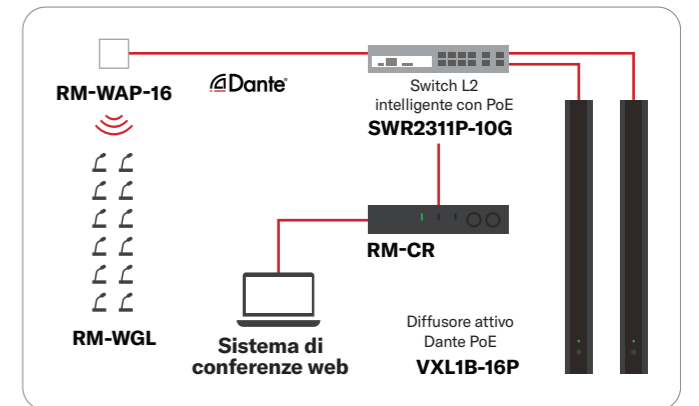 RM-WAP-16
Dante®
Switch L2
intelligente con PoE
SWR2311P-10G
RM-CR
RM-WGL
Sistema di
conferenze web
Diffusore attivo
Dante PoE
VXL1B-16P